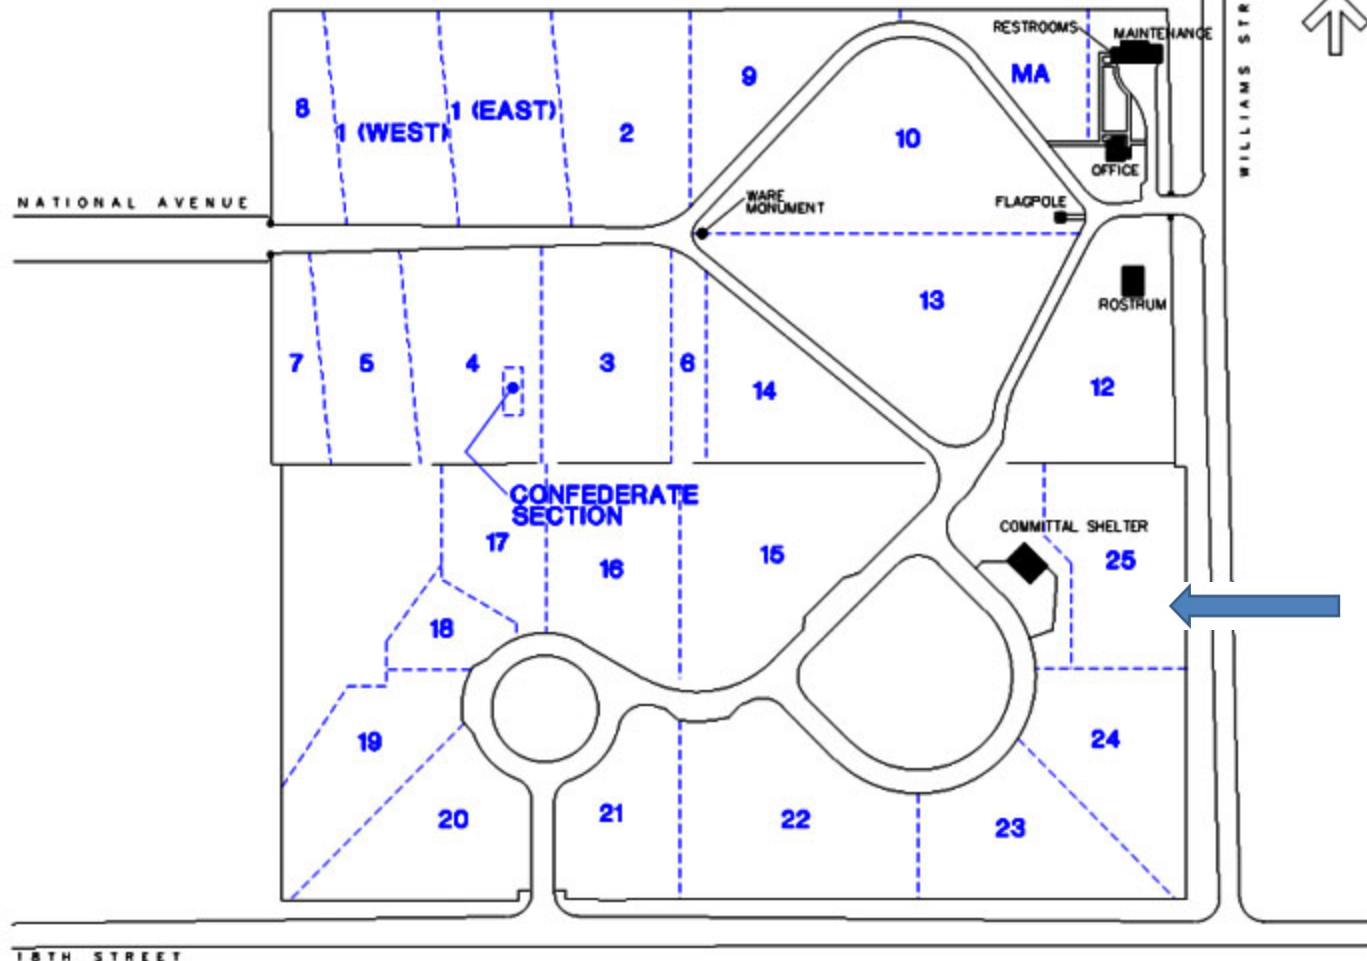 RESTROOMS
MAINTENANCE
WILLIAMS STR
8
1 (WEST)
1 (EAST)
2
9
10
MA
OFFICE
NATIONAL AVENUE
WARE
MONUMENT
FLAGPOLE
13
ROSTRUM
7
5
4
3
6
14
12
CONFEDERATE
SECTION
17
16
15
COMMITTAL SHELTER
25
18
19
24
20
21
22
23
18TH STREET